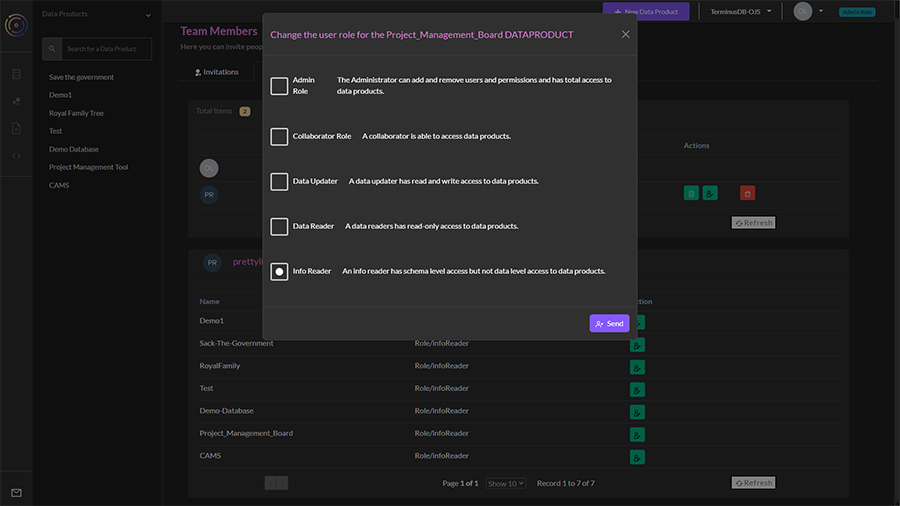 Data Products
+ New Data Product
TerminusDB-OJS
OL
Admin Role
Search for a Data Product
Save the government
Demo1
Royal Family Tree
Test
Demo Database
Project Management Tool
CAMS
Team Members
Here you can invite peop
Invitations
Total Items 2
Actions
OL
PR
Refresh
Change the user role for the Project_Management_Board DATAPRODUCT
Admin Role The Administrator can add and remove users and permissions and has total access to
data products.
Collaborator Role A collaborator is able to access data products.
Data Updater A data updater has read and write access to data products.
Data Reader A data readers has read-only access to data products.
Info Reader An info reader has schema level access but not data level access to data products.
Send
PR prettyli
Name tion
Demo1
Sack-The-Government Role/infoReader
RoyalFamily Role/infoReader
Test Role/infoReader
Demo-Database Role/infoReader
Project_Management_Board Role/infoReader
CAMS Role/infoReader
Page 1 of 1 Show 10 Record 1 to 7 of 7
Refresh